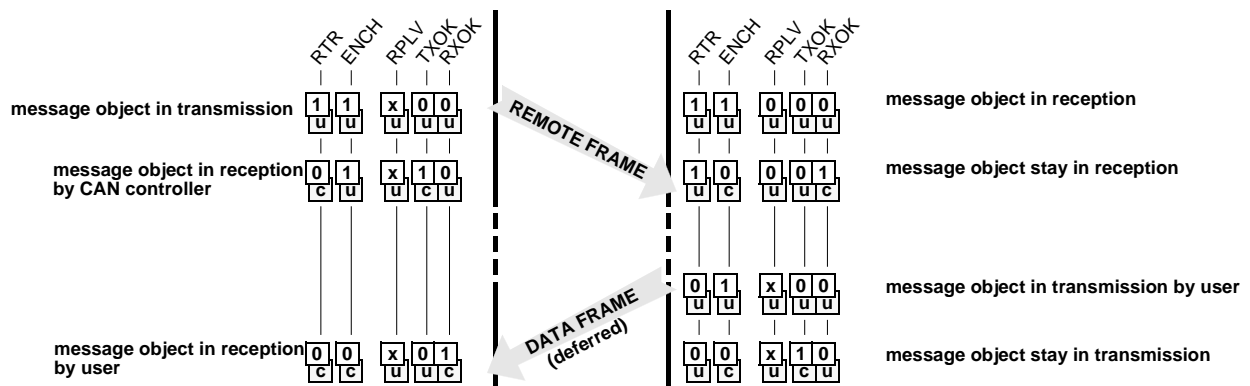 RTR ENCH RPLV TXOK RXOK
RTR ENCH RPLV TXOK RXOK
message object in transmission
1 1 x 0 0
u u u u u
REMOTE FRAME
1 1 0 0 0
u u u u u
message object in reception
message object in reception
by CAN controller
0 1 x 1 0
c u u c u
1 0 0 0 1
u c u u c
message object stay in reception
0 1 x 0 0
u u u u u
message object in transmission by user
DATA FRAME
(deferred)
message object in reception
by user
0 0 x 0 1
c c u u c
0 0 x 1 0
u c u c u
message object stay in transmission